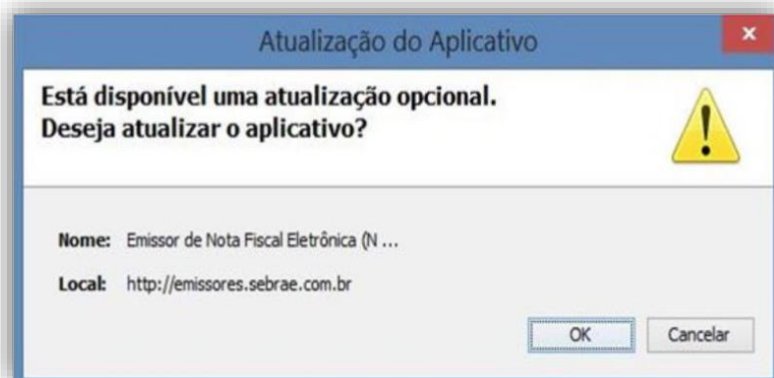 Atualização do Aplicativo
Está disponível uma atualização opcional.
Deseja atualizar o aplicativo?
Nome: Emissor de Nota Fiscal Eletrônica (N ...
Local: http://emissores.sebrae.com.br
OK Cancelar